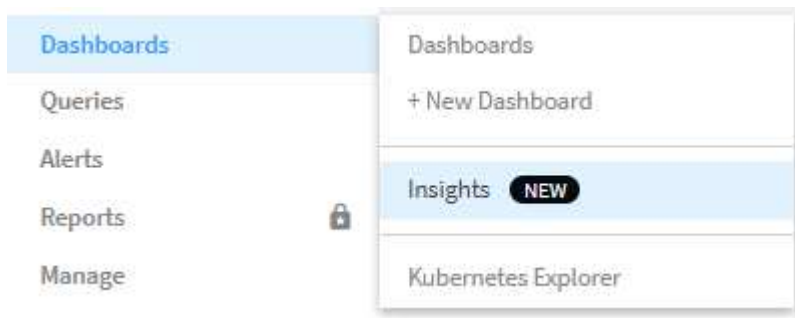 Dashboards
Queries
Alerts
Reports
Manage
Dashboards
+ New Dashboard
Insights NEW
Kubernetes Explorer